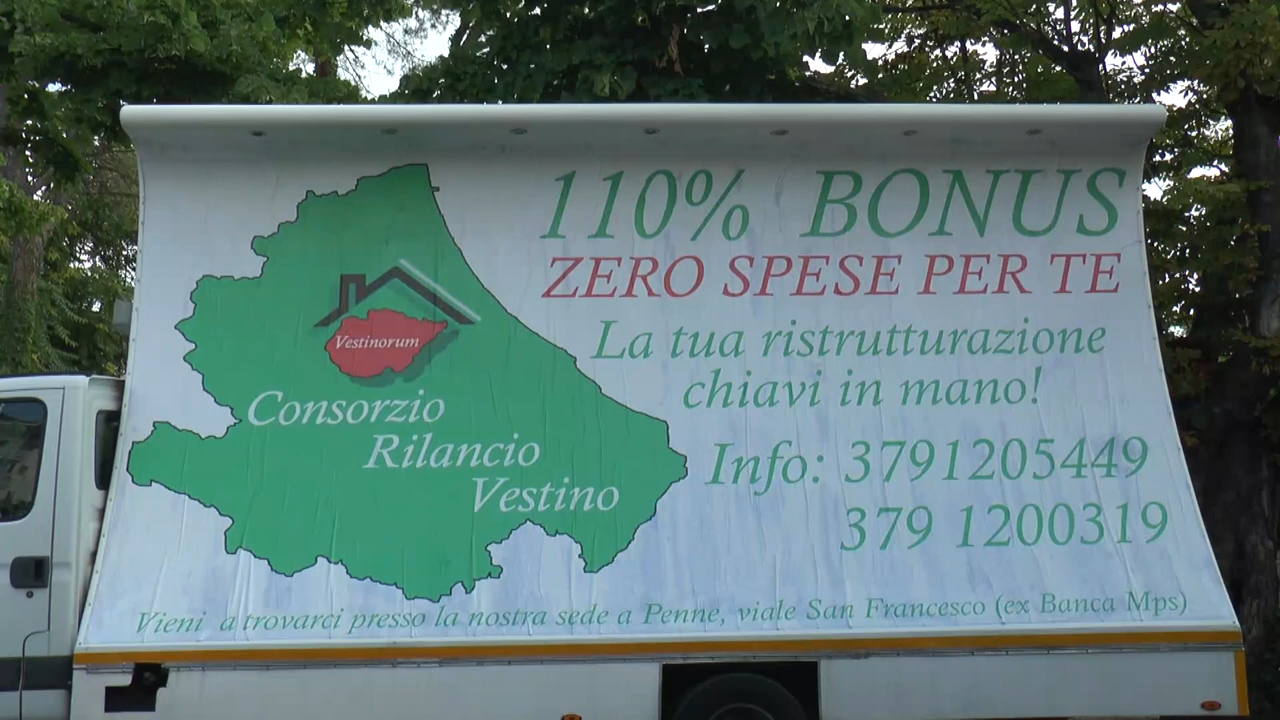 110% BONUS
ZERO SPESE PER TE
La tua ristrutturazione
chiavi in mano!
Info: 3791205449
379 1200319
Vestinorum
Consorzio
Rilancio
Vestino
Vieni a trovarci presso la nostra sede a Penne, viale San Francesco (ex Banca Mps)